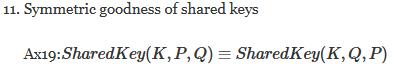 11. Symmetric goodness of shared keys
Ax19:SharedKey(K, P, Q) ≡ SharedKey(K, Q, P)